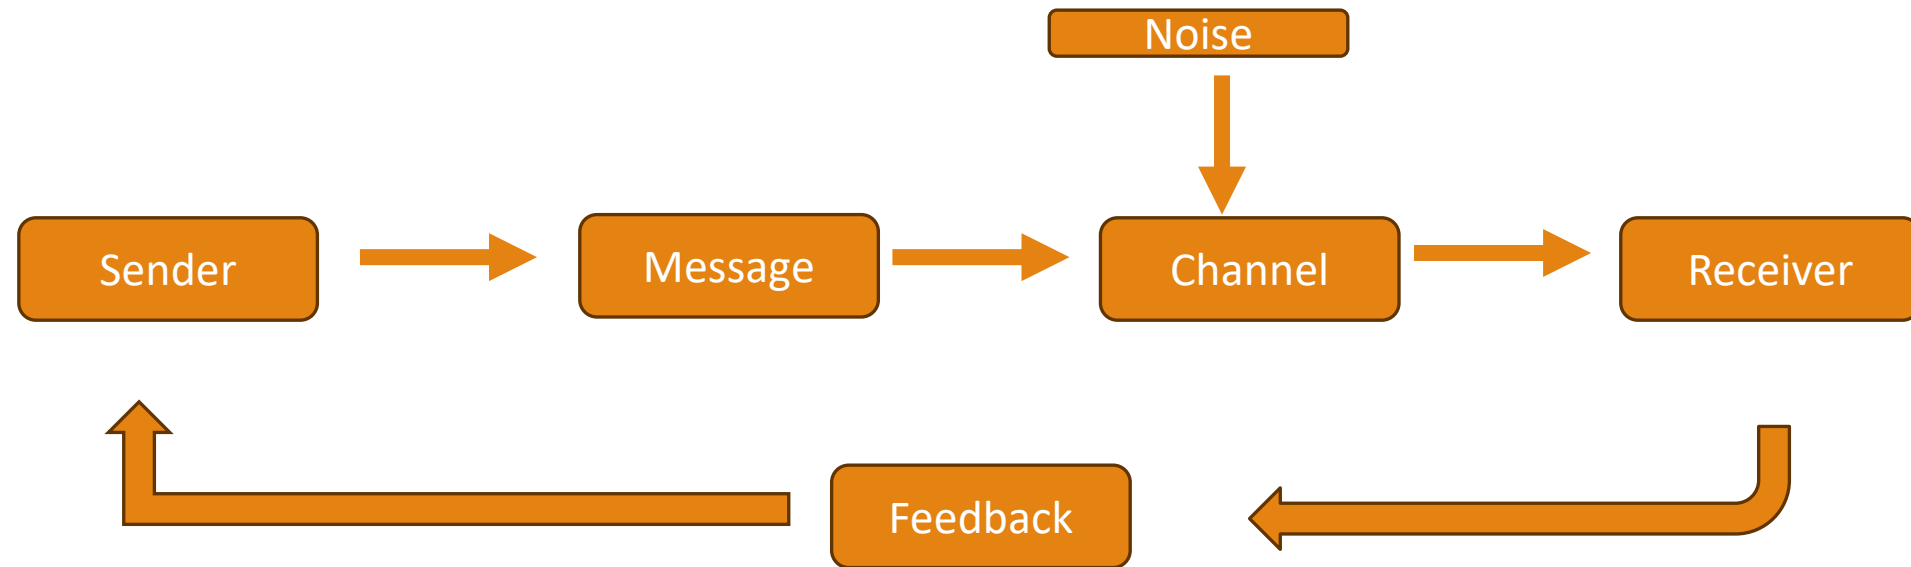 Noise
Sender
Message
Channel
Receiver
Feedback